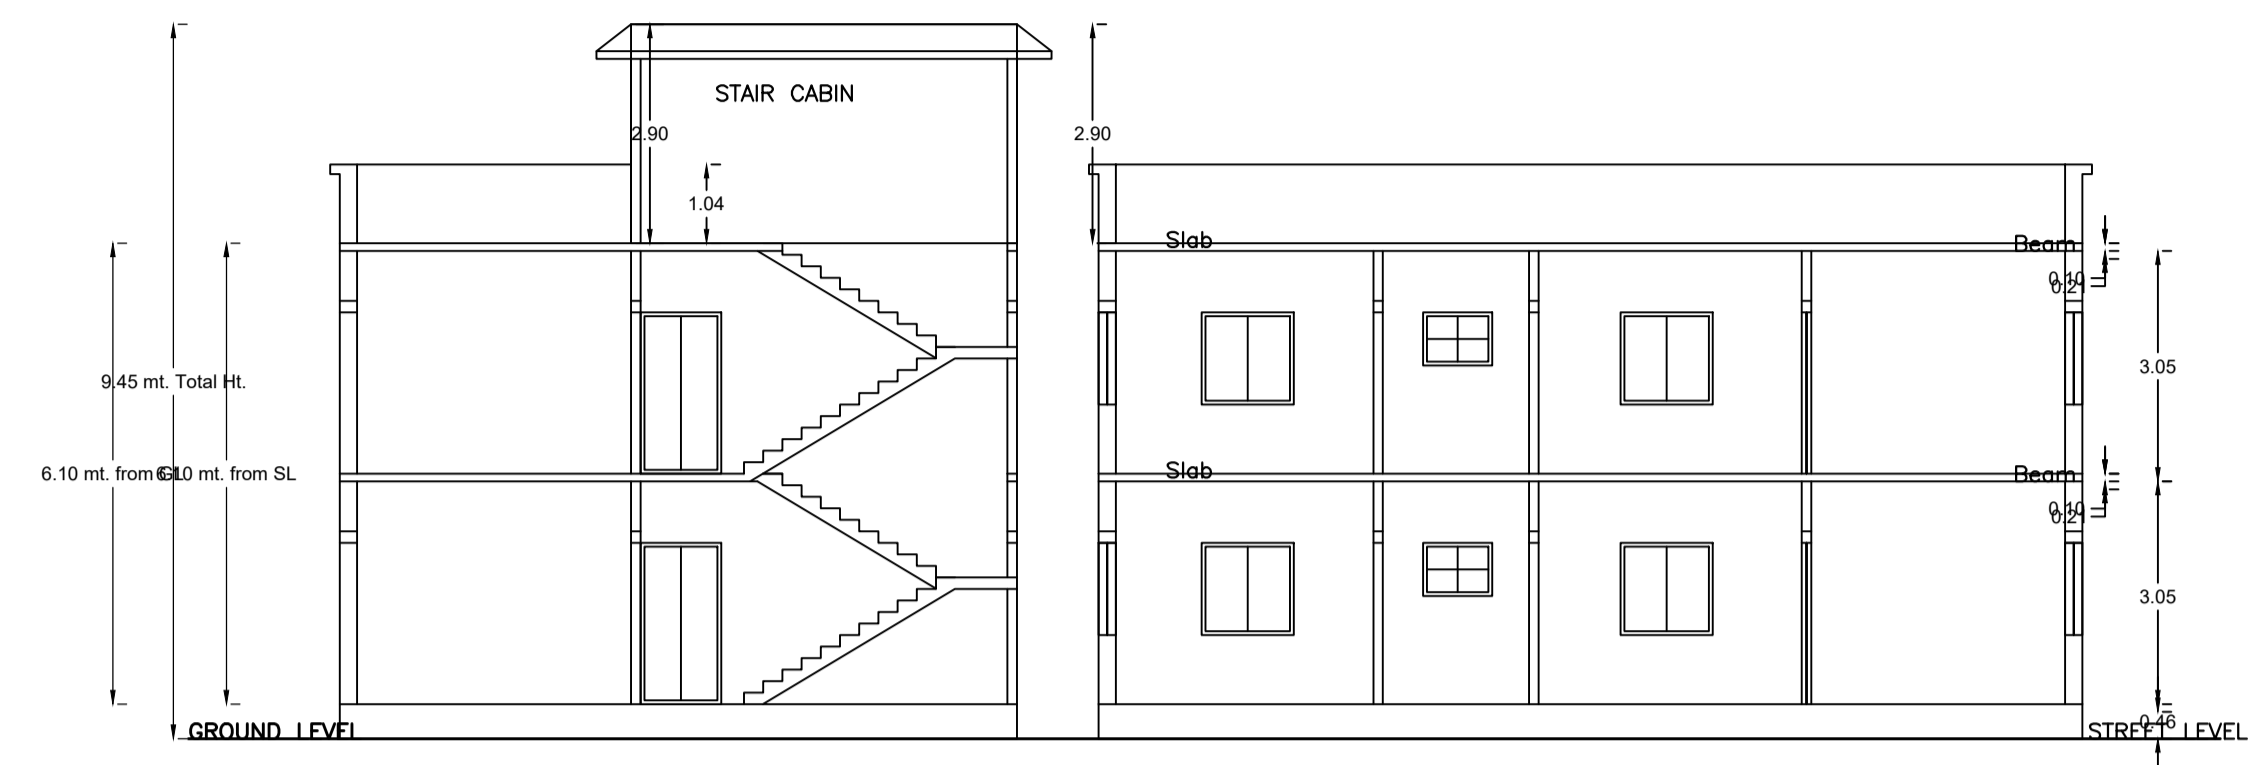 STAIR CABIN
2.90
2.90
1.04
Slab
Beam
0.10
0.21
3.05
9.45 mt. Total Ht.
6.10 mt. from GL
6.10 mt. from SL
Slab
Beam
0.10
0.21
3.05
0.46
GROUND LEVEL
STREET LEVEL